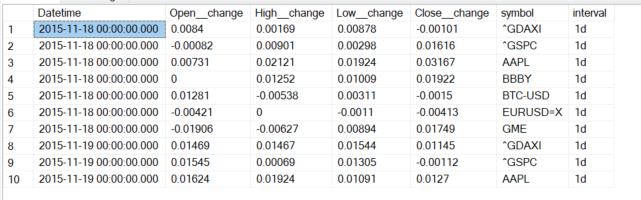 Datetime Open__change High__change Low__change Close__change symbol interval
1 2015-11-18 00:00:00.000 0.0084 0.00169 0.00878 -0.00101 ^GDAXI 1d
2 2015-11-18 00:00:00.000 -0.00082 0.00901 0.00298 0.01616 ^GSPC 1d
3 2015-11-18 00:00:00.000 0.00731 0.02121 0.01924 0.03167 AAPL 1d
4 2015-11-18 00:00:00.000 0 0.01252 0.01009 0.01922 BBBY 1d
5 2015-11-18 00:00:00.000 0.01281 -0.00538 0.00311 -0.0015 BTC-USD 1d
6 2015-11-18 00:00:00.000 -0.00421 0 -0.0011 -0.00413 EURUSD=X 1d
7 2015-11-18 00:00:00.000 -0.01906 -0.00627 0.00894 0.01749 GME 1d
8 2015-11-19 00:00:00.000 0.01469 0.01467 0.01544 0.01145 ^GDAXI 1d
9 2015-11-19 00:00:00.000 0.01545 0.00069 0.01305 -0.00112 ^GSPC 1d
10 2015-11-19 00:00:00.000 0.01624 0.01924 0.01091 0.0127 AAPL 1d